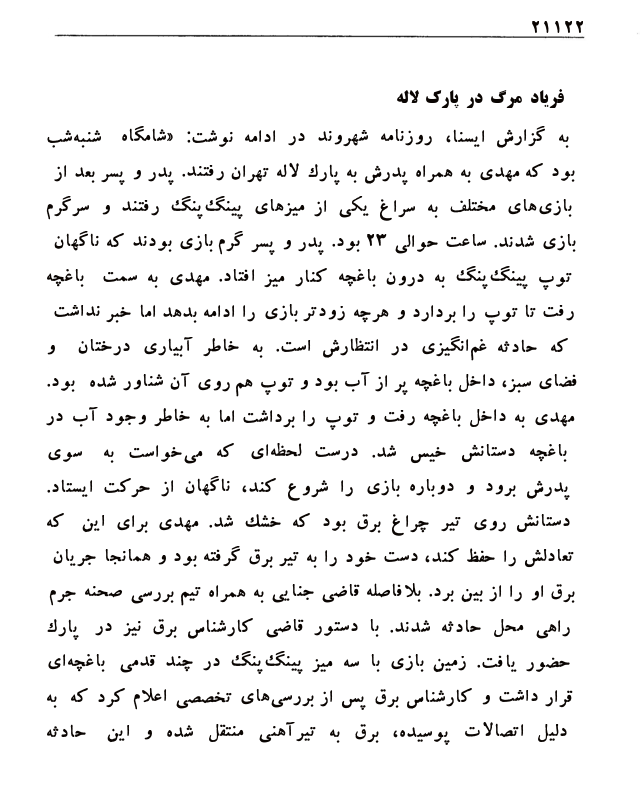 ۲۱۱۲۲
فریاد مرگ در پارک لاله
به گزارش ایسنا، روزنامه شهروند در ادامه نوشت: «شامگاه شنبه‌شب
بود که مهدی به همراه پدرش به پارك لاله تهران رفتند. پدر و پسر بعد از
بازی‌های مختلف به سراغ یکی از میزهای پینگ‌پنگ رفتند و سرگرم
بازی شدند. ساعت حوالی ۲۳ بود. پدر و پسر گرم بازی بودند که ناگهان
توپ پینگ‌پنگ به درون باغچه کنار میز افتاد. مهدی به سمت باغچه
رفت تا توپ را بردارد و هرچه زودتر بازی را ادامه بدهد اما خبر نداشت
که حادثه غم‌انگیزی در انتظارش است. به خاطر آبیاری درختان و
فضای سبز، داخل باغچه پر از آب بود و توپ هم روی آن شناور شده بود.
مهدی به داخل باغچه رفت و توپ را برداشت اما به خاطر وجود آب در
باغچه دستانش خیس شد. درست لحظه‌ای که می‌خواست به سوی
پدرش برود و دوباره بازی را شروع کند، ناگهان از حرکت ایستاد.
دستانش روی تیر چراغ برق بود که خشك شد. مهدی برای این که
تعادلش را حفظ کند، دست خود را به تیر برق گرفته بود و همانجا جریان
برق او را از بین برد. بلافاصله قاضی جنایی به همراه تیم بررسی صحنه جرم
راهی محل حادثه شدند. با دستور قاضی کارشناس برق نیز در پارك
حضور یافت. زمین بازی با سه میز پینگ‌پنگ در چند قدمی باغچه‌ای
قرار داشت و کارشناس برق پس از بررسی‌های تخصصی اعلام کرد که به
دلیل اتصالات پوسیده، برق به تیرآهنی منتقل شده و این حادثه